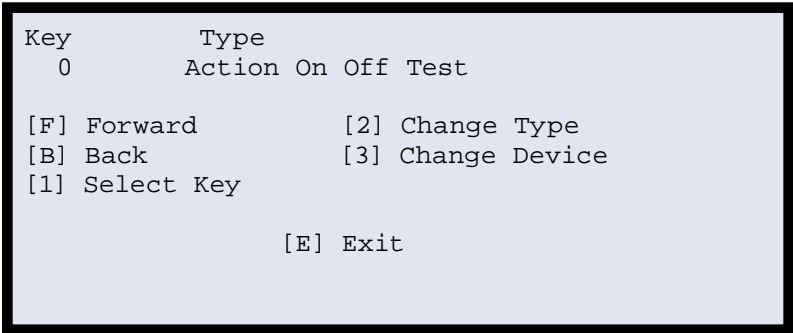 Key Type
0 Action On Off Test
[F] Forward [2] Change Type
[B] Back [3] Change Device
[1] Select Key
[E] Exit